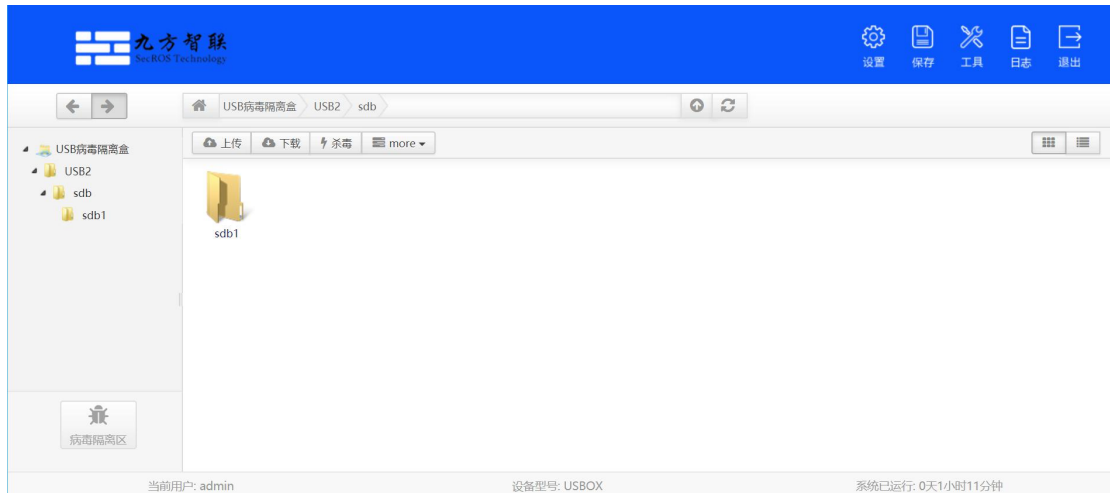 九方智联
SecROS Technology
设置 保存 工具 日志 退出
USB病毒隔离盒 USB2 sdb
上传 下载 杀毒 more
USB病毒隔离盒
USB2
sdb
sdb1
sdb1
病毒隔离区
当前用户: admin 设备型号: USBOX 系统已运行: 0天1小时11分钟